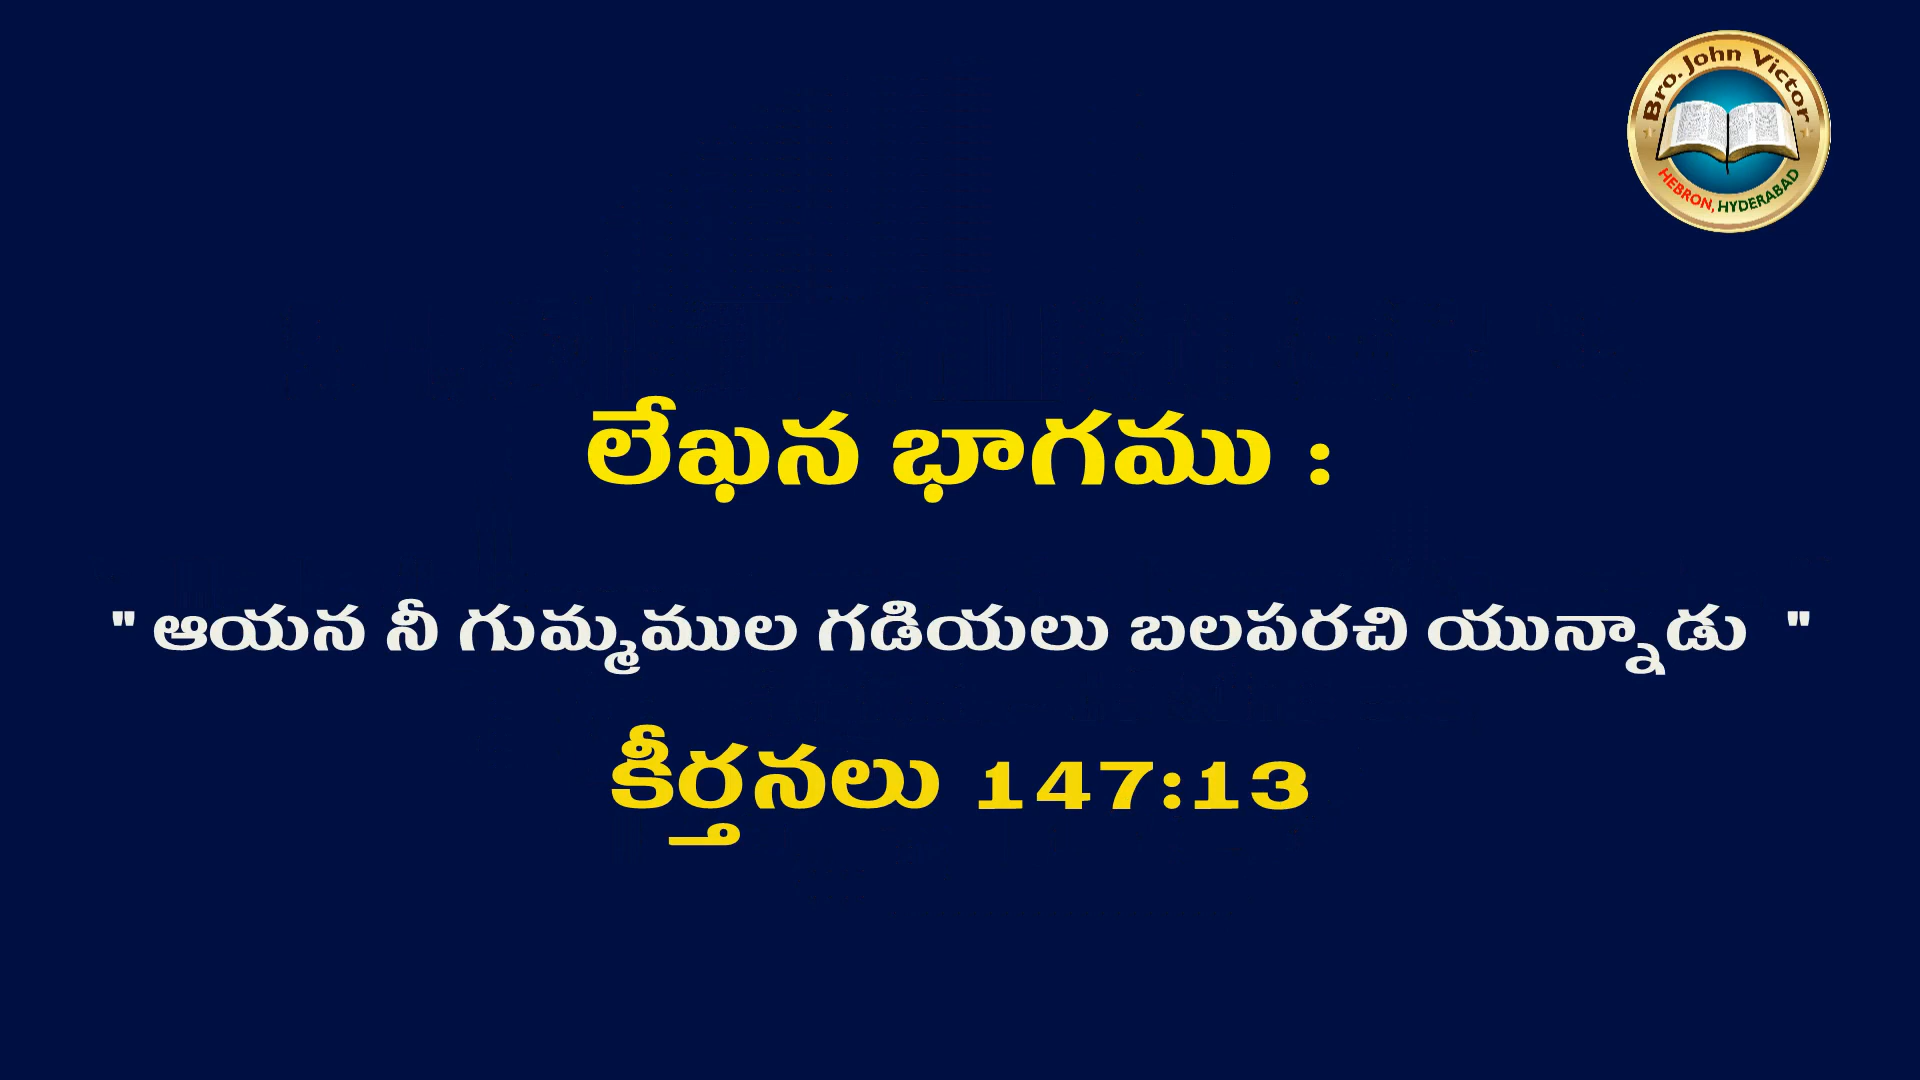 Bro. John Victor
HEBRON, HYDERABAD
లేఖన భాగము :
" ఆయన నీ గుమ్మముల గడియలు బలపరచి యున్నాడు "
కీర్తనలు 147:13